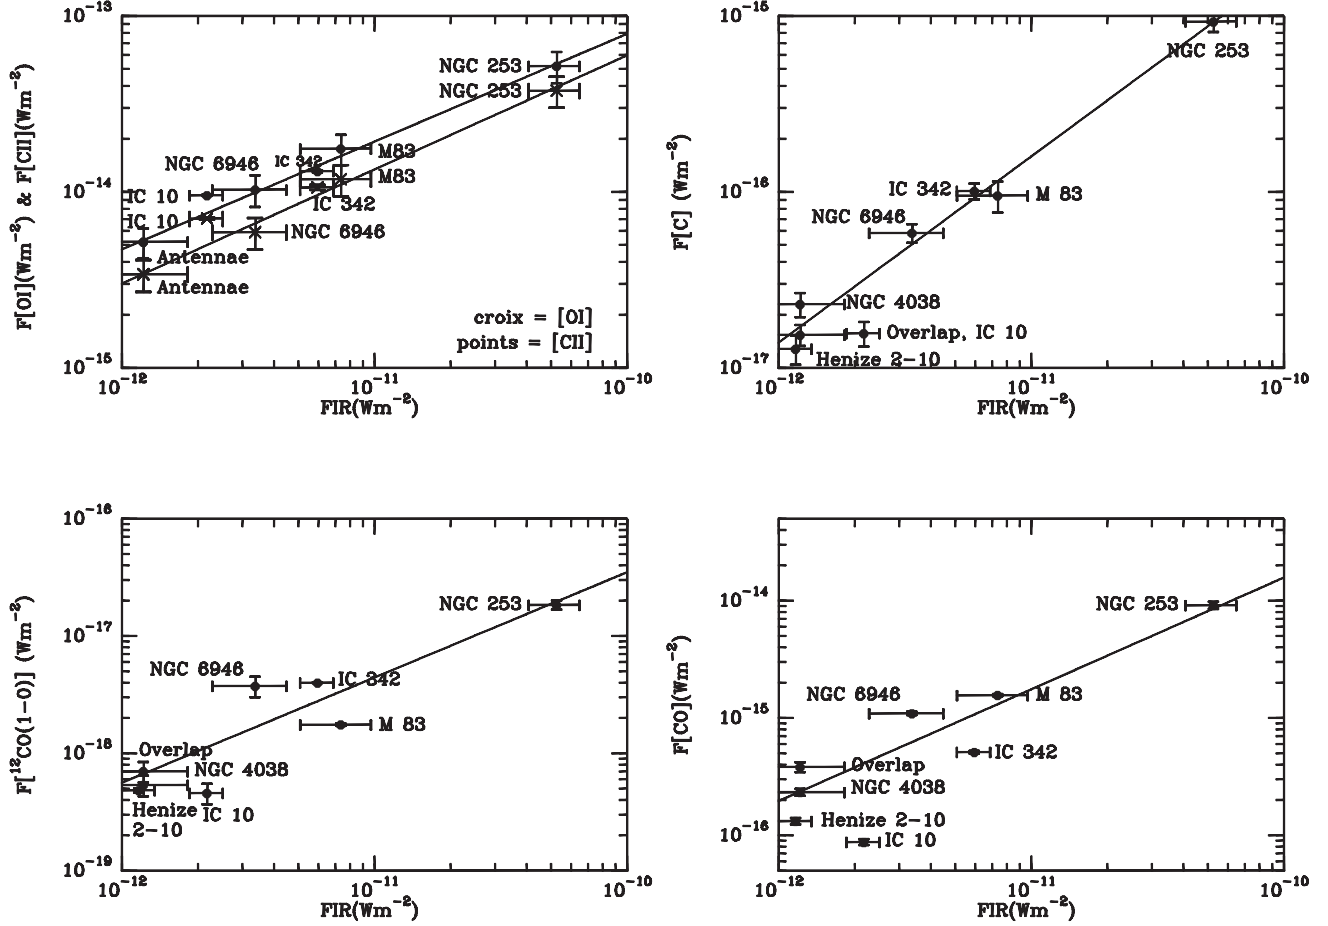 10⁻¹³
10⁻¹⁴
10⁻¹⁵
F[OI](Wm⁻²) & F[CII](Wm⁻²)
NGC 253
NGC 253
NGC 6946
IC 342
M83
M83
IC 10
IC 342
IC 10
NGC 6946
Antennae
Antennae
croix = [OI]
points = [CII]
10⁻¹²
10⁻¹¹
10⁻¹⁰
FIR(Wm⁻²)
10⁻¹⁵
10⁻¹⁶
10⁻¹⁷
F[C] (Wm⁻²)
NGC 253
IC 342
M 83
NGC 6946
NGC 4038
Overlap, IC 10
Henize 2-10
10⁻¹²
10⁻¹¹
10⁻¹⁰
FIR(Wm⁻²)
10⁻¹⁶
10⁻¹⁷
10⁻¹⁸
10⁻¹⁹
F[¹²CO(1-0)] (Wm⁻²)
NGC 253
NGC 6946
IC 342
M 83
Overlap
NGC 4038
Henize
2-10
IC 10
10⁻¹²
10⁻¹¹
10⁻¹⁰
FIR(Wm⁻²)
10⁻¹⁴
10⁻¹⁵
10⁻¹⁶
F[CO](Wm⁻²)
NGC 253
NGC 6946
M 83
IC 342
Overlap
NGC 4038
Henize 2-10
IC 10
10⁻¹²
10⁻¹¹
10⁻¹⁰
FIR(Wm⁻²)